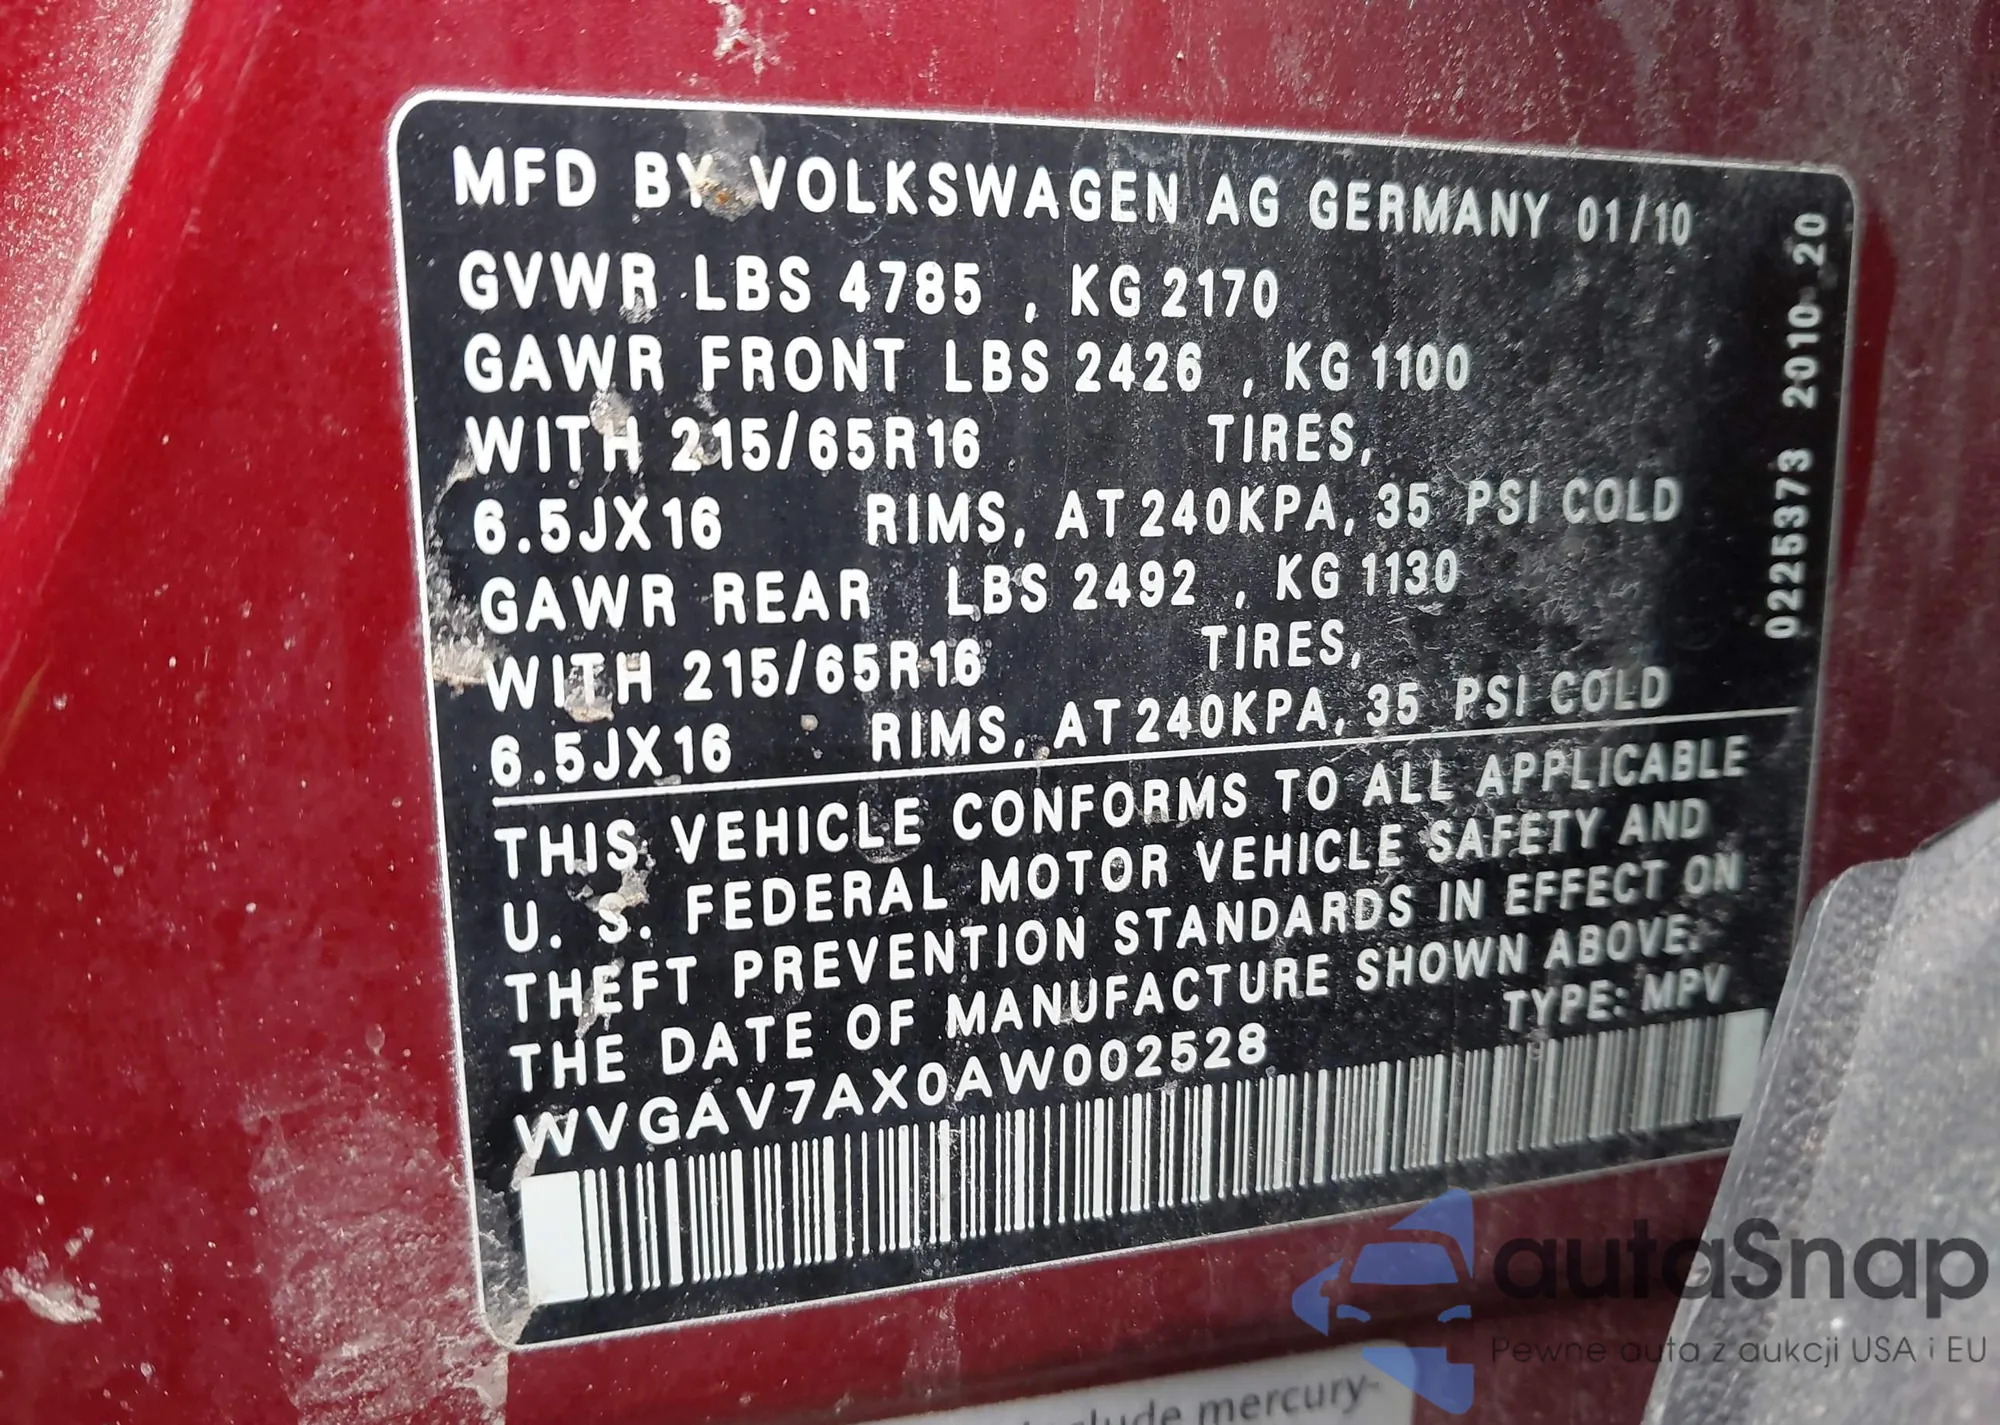 MFD BY VOLKSWAGEN AG GERMANY 01/10
GVWR LBS 4785 , KG 2170
GAWR FRONT LBS 2426 , KG 1100
WITH 215/65R16 TIRES,
6.5JX16 RIMS, AT 240KPA, 35 PSI COLD
GAWR REAR LBS 2492 , KG 1130
WITH 215/65R16 TIRES,
6.5JX16 RIMS, AT 240KPA, 35 PSI COLD
THIS VEHICLE CONFORMS TO ALL APPLICABLE
U. S. FEDERAL MOTOR VEHICLE SAFETY AND
THEFT PREVENTION STANDARDS IN EFFECT ON
THE DATE OF MANUFACTURE SHOWN ABOVE.
WVGAV7AX0AW002528 TYPE: MPV
0225373 2010 20
autaSnap
Pewne auta z aukcji USA i EU
mercury-